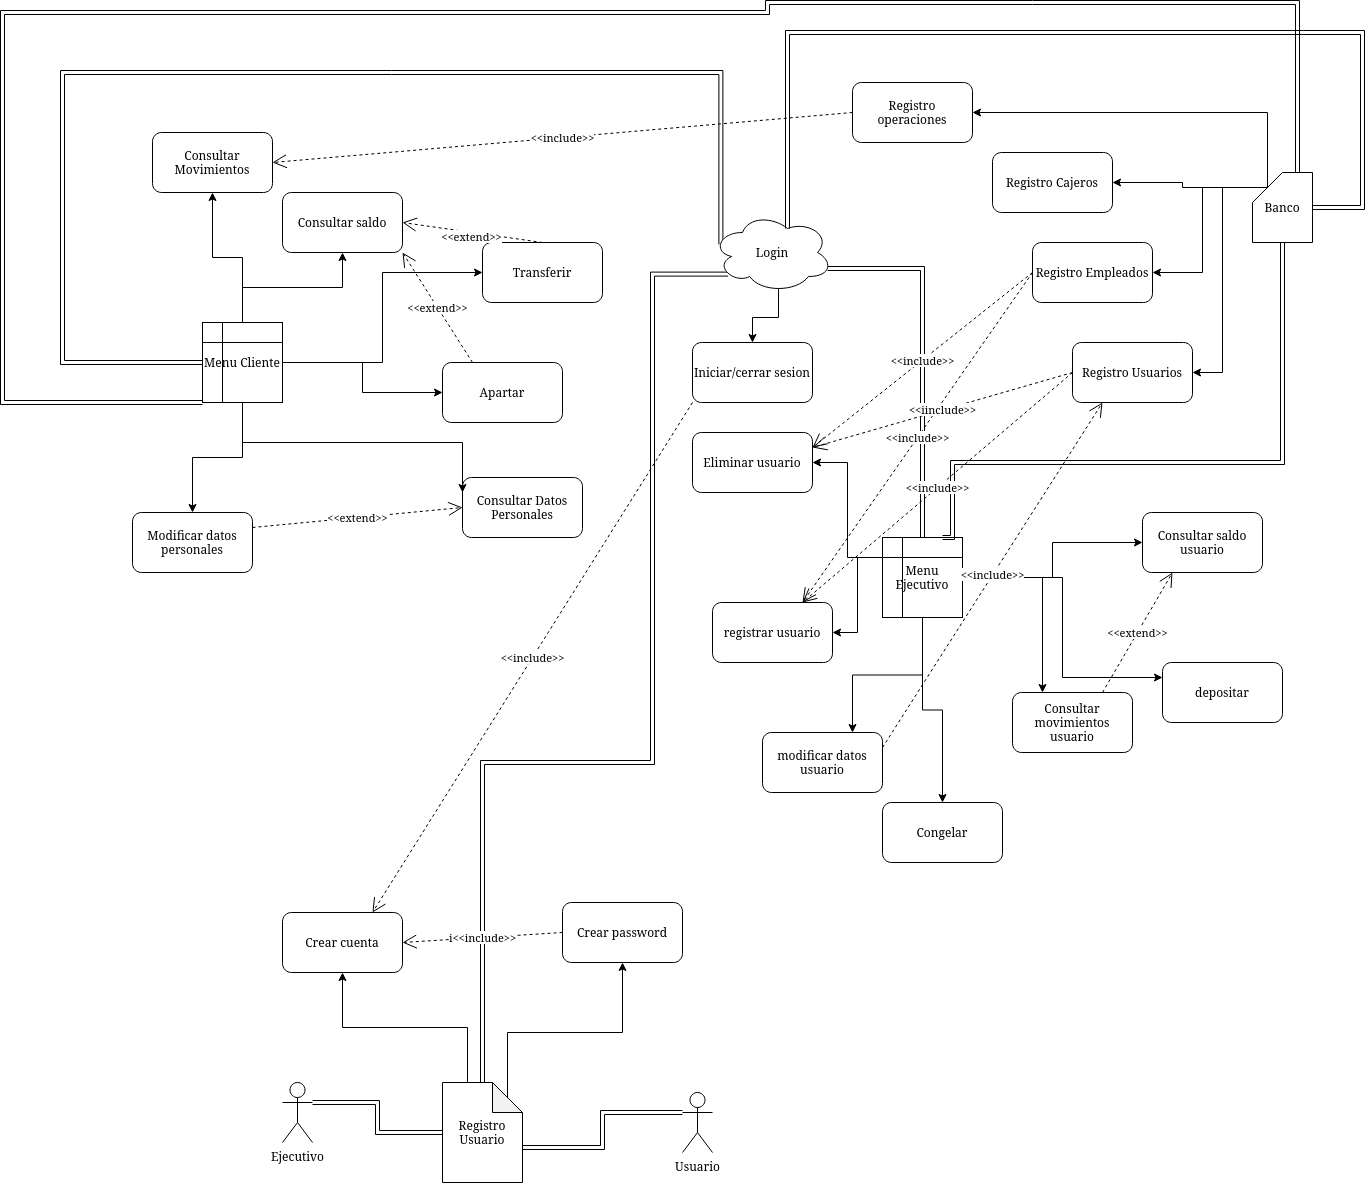 Registro
operaciones
<<include>>
Consultar
Movimientos
Registro Cajeros
Banco
Consultar saldo
<<extend>>
Login
Transferir
Registro Empleados
<<extend>>
Menu Cliente
<<include>>
Iniciar/cerrar sesion
Registro Usuarios
Apartar
<<iinclude>>
<<include>>
Eliminar usuario
<<include>>
Consultar Datos
Personales
<<extend>>
Modificar datos
personales
Consultar saldo
usuario
Menu
Ejecutivo
<<include>>
registrar usuario
<<extend>>
<<include>>
depositar
Consultar
movimientos
usuario
modificar datos
usuario
Congelar
Crear cuenta
i<<include>>
Crear password
Registro
Usuario
Ejecutivo
Usuario